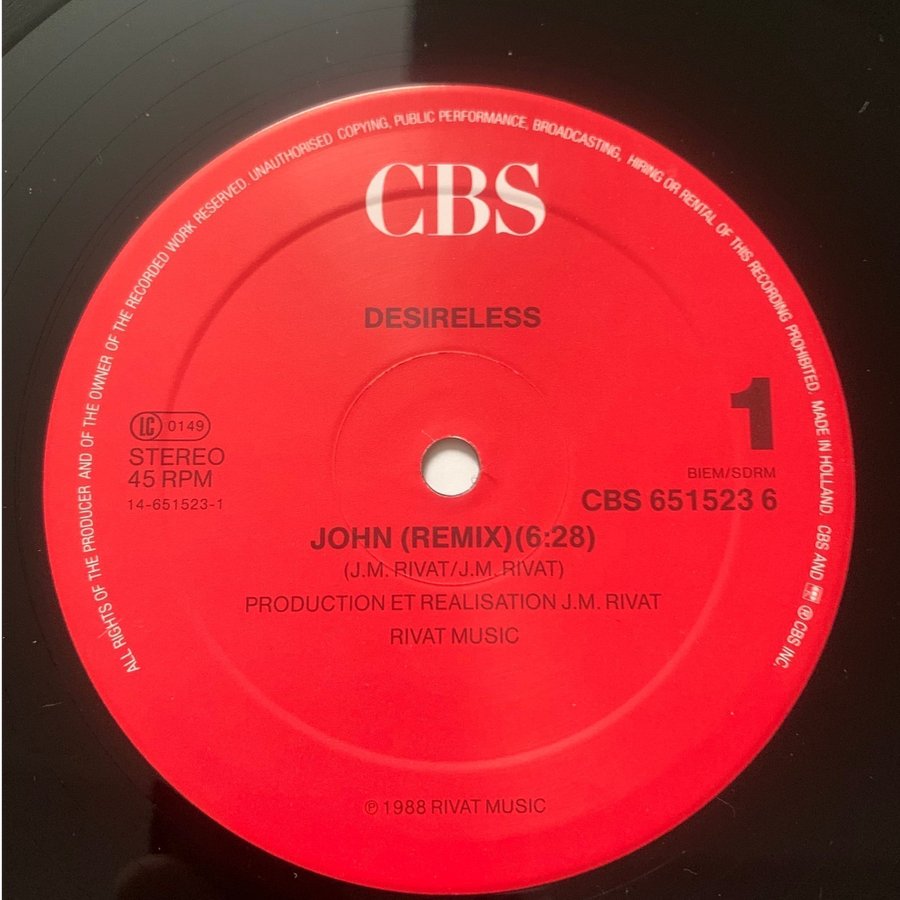 ALL RIGHTS OF THE PRODUCER AND OF THE OWNER OF THE RECORDED WORK RESERVED. UNAUTHORISED COPYING, PUBLIC PERFORMANCE, BROADCASTING, HIRING OR RENTAL OF THIS RECORDING PROHIBITED. MADE IN HOLLAND. CBS AND ℗ CBS INC.
CBS
DESIRELESS
1
LC 0149
STEREO
45 RPM
14-651523-1
BIEM/SDRM
CBS 651523 6
JOHN (REMIX)(6:28)
(J.M. RIVAT/J.M. RIVAT)
PRODUCTION ET REALISATION J.M. RIVAT
RIVAT MUSIC
℗ 1988 RIVAT MUSIC